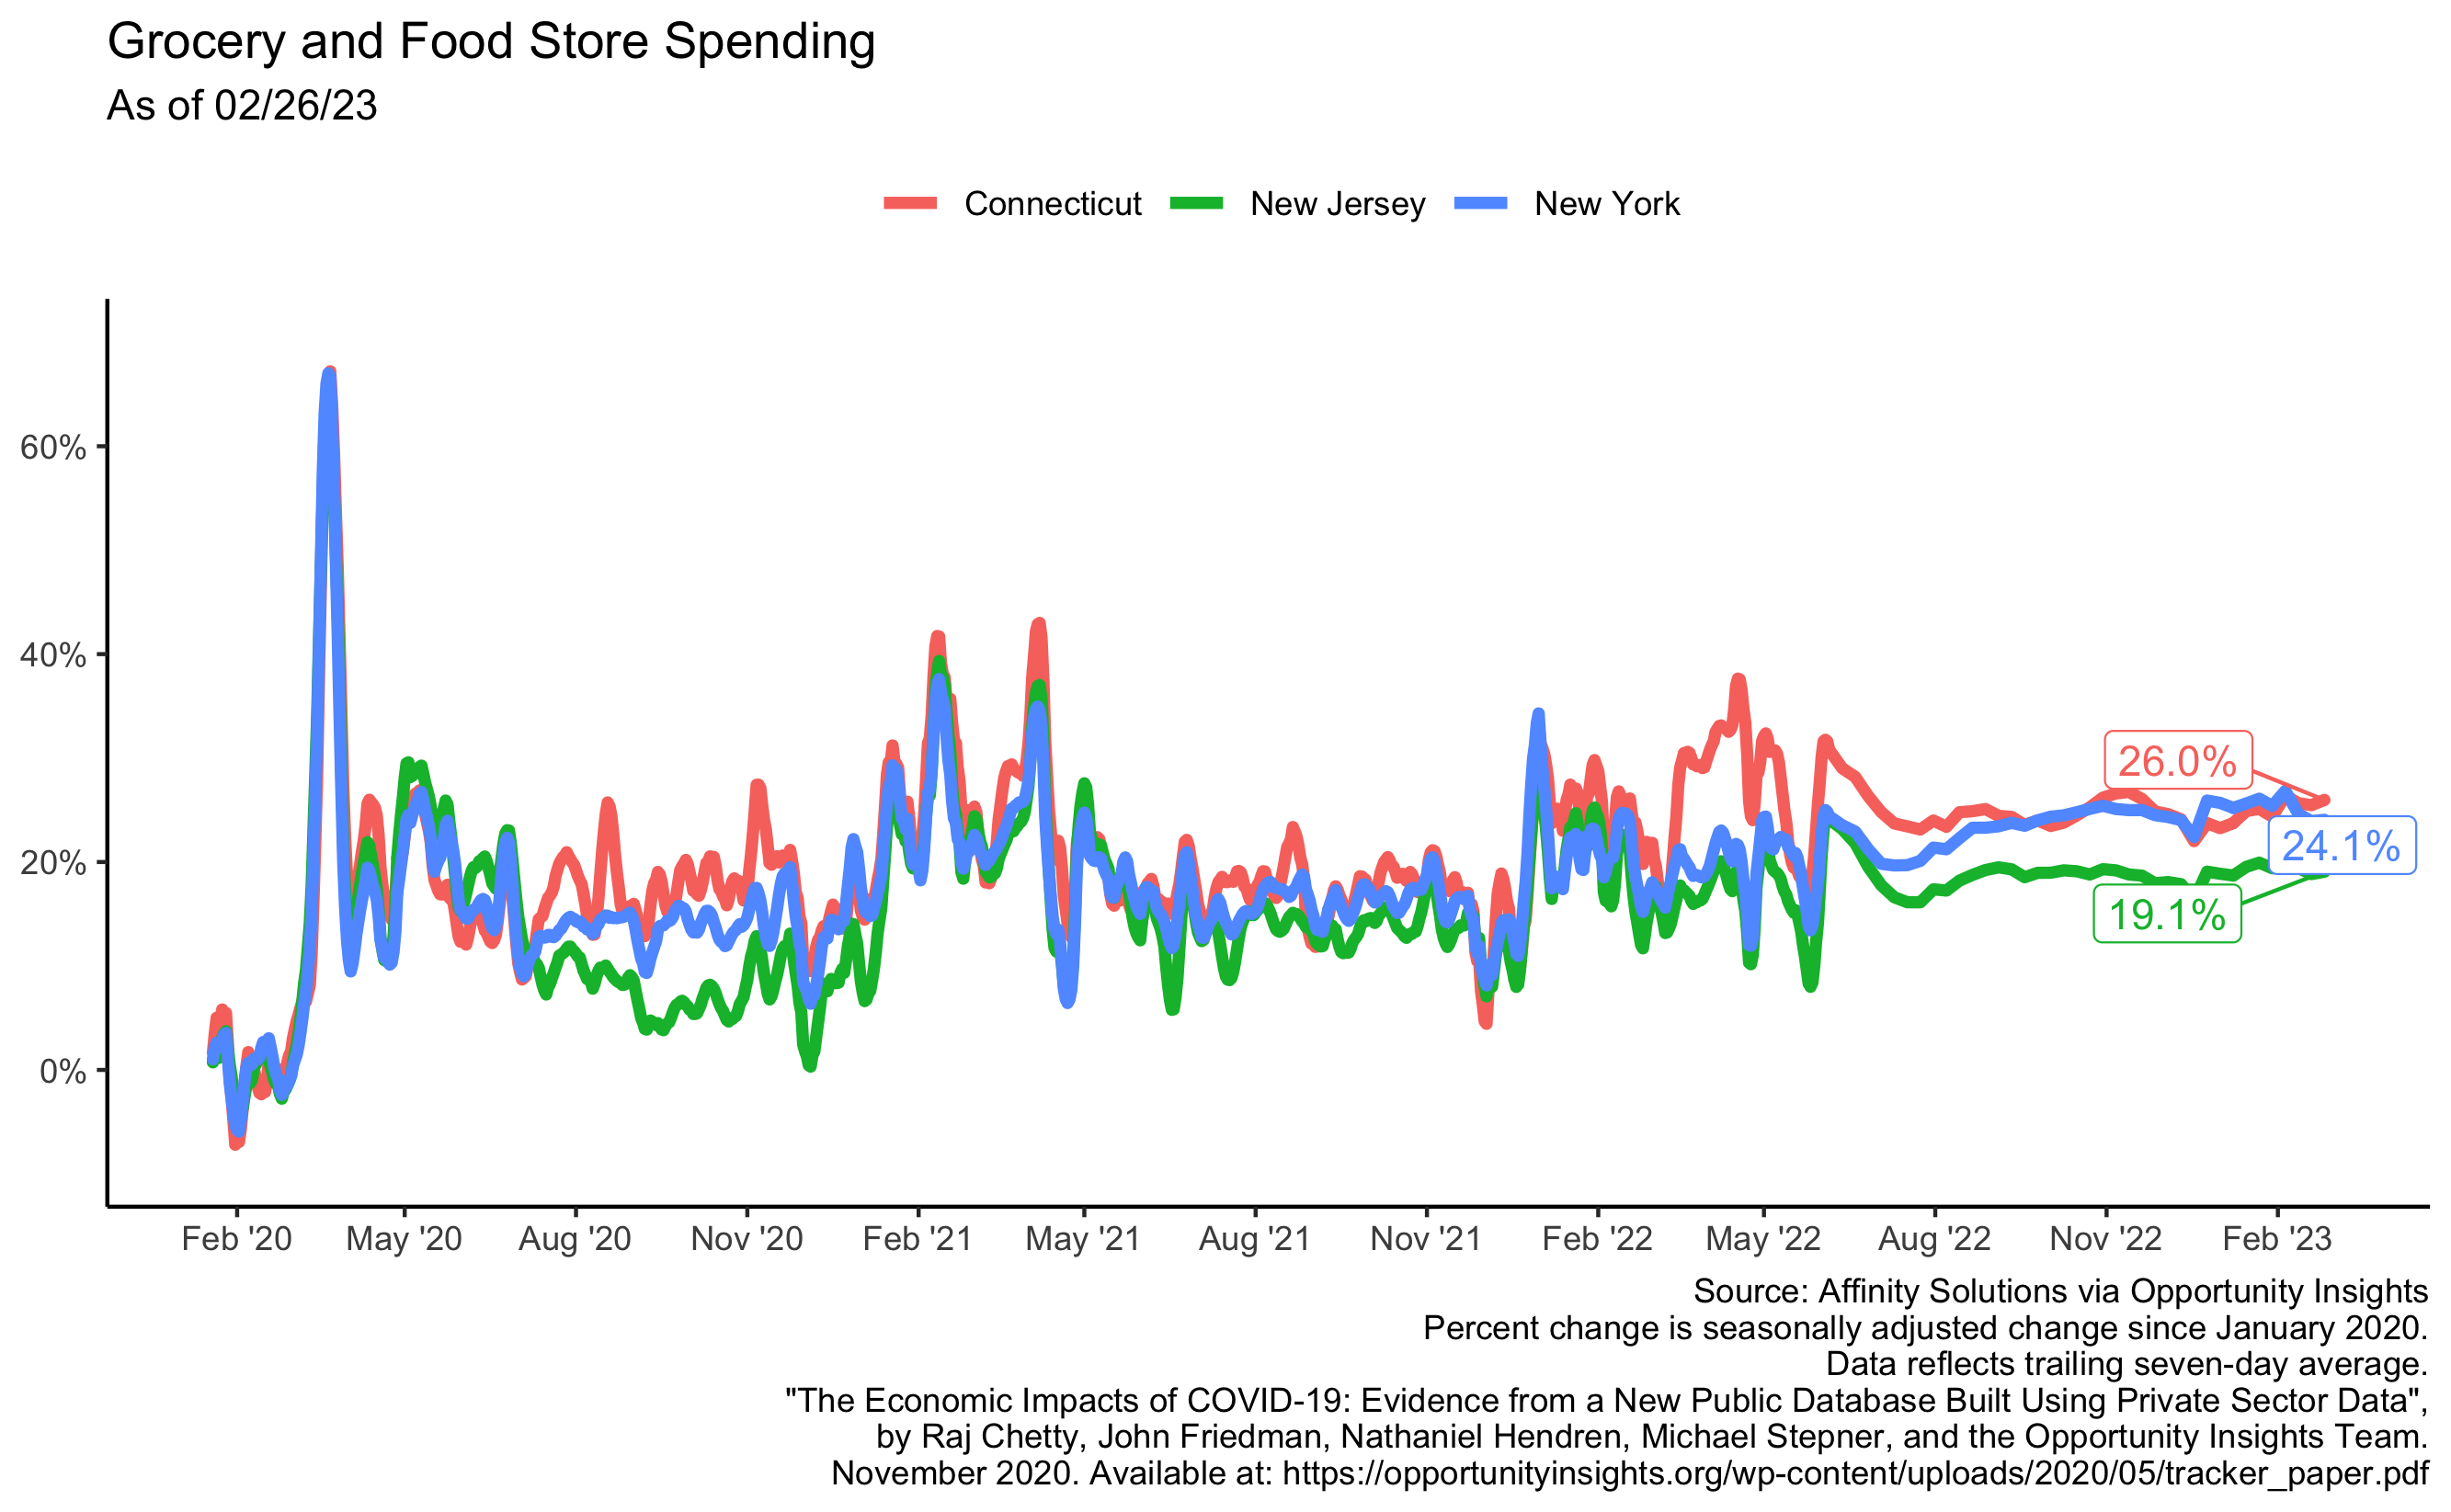 Grocery and Food Store Spending
As of 02/26/23
Connecticut New Jersey New York
60%
40%
20%
0%
26.0%
24.1%
19.1%
Feb '20 May '20 Aug '20 Nov '20 Feb '21 May '21 Aug '21 Nov '21 Feb '22 May '22 Aug '22 Nov '22 Feb '23
Source: Affinity Solutions via Opportunity Insights
Percent change is seasonally adjusted change since January 2020.
Data reflects trailing seven-day average.
"The Economic Impacts of COVID-19: Evidence from a New Public Database Built Using Private Sector Data",
by Raj Chetty, John Friedman, Nathaniel Hendren, Michael Stepner, and the Opportunity Insights Team.
November 2020. Available at: https://opportunityinsights.org/wp-content/uploads/2020/05/tracker_paper.pdf